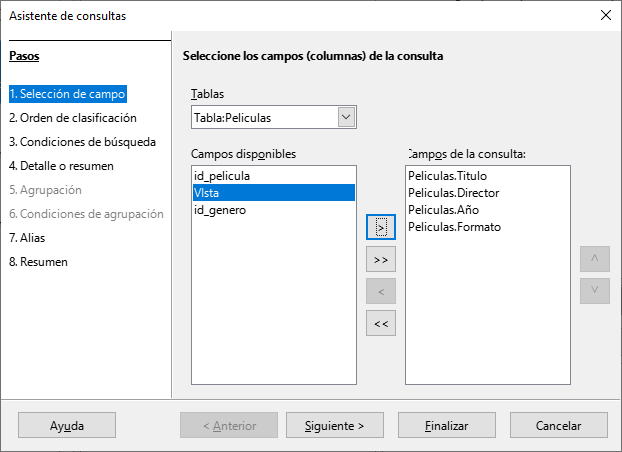 Asistente de consultas
Pasos
1. Selección de campo
2. Orden de clasificación
3. Condiciones de búsqueda
4. Detalle o resumen
5. Agrupación
6. Condiciones de agrupación
7. Alias
8. Resumen
Seleccione los campos (columnas) de la consulta
Tablas
Tabla:Peliculas
Campos disponibles
id_pelicula
VIsta
id_genero
>
>>
<
<<
Campos de la consulta:
Peliculas.Titulo
Peliculas.Director
Peliculas.Año
Peliculas.Formato
Ayuda
< Anterior
Siguiente >
Finalizar
Cancelar